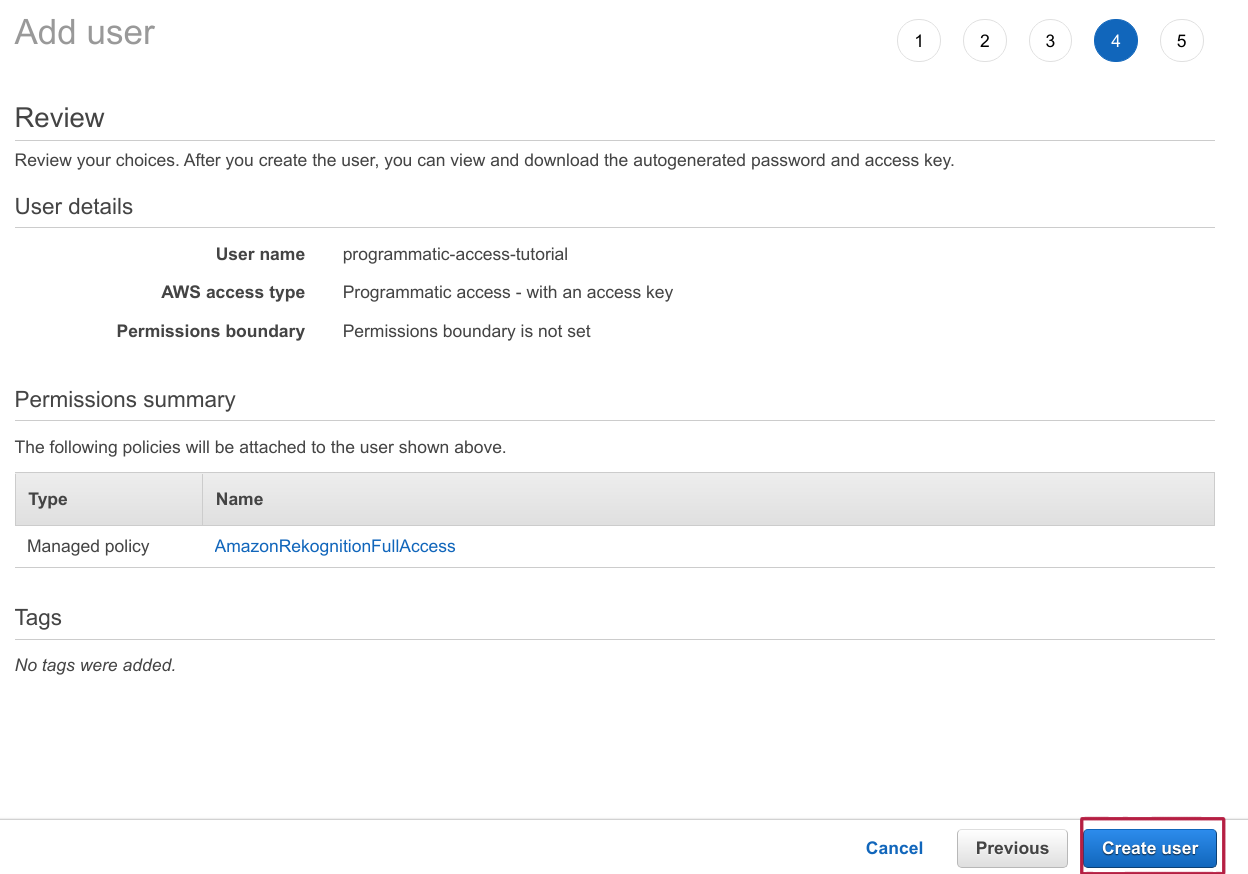 Add user
1 2 3 4 5
Review
Review your choices. After you create the user, you can view and download the autogenerated password and access key.
User details
User name programmatic-access-tutorial
AWS access type Programmatic access - with an access key
Permissions boundary Permissions boundary is not set
Permissions summary
The following policies will be attached to the user shown above.
Type Name
Managed policy AmazonRekognitionFullAccess
Tags
No tags were added.
Cancel Previous Create user